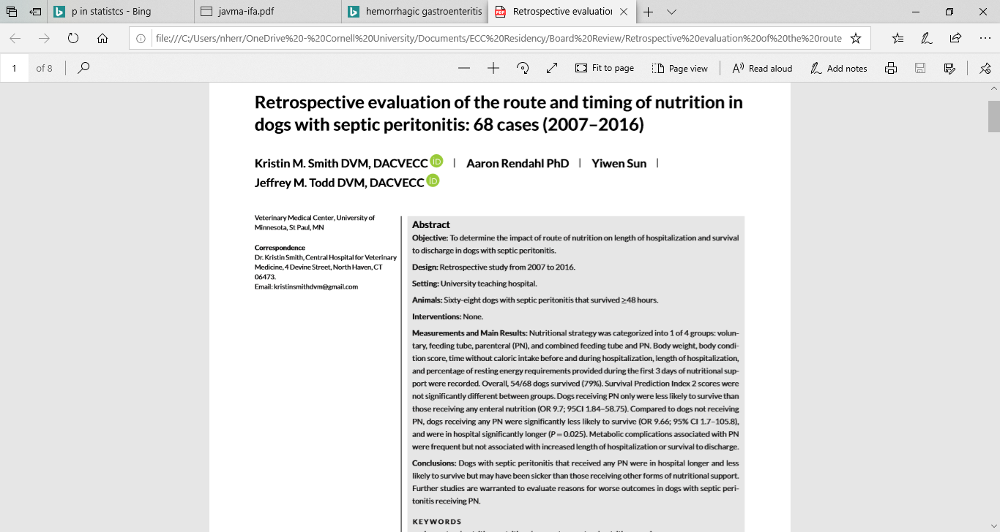 p in statistcs - Bing
javma-ifa.pdf
hemorrhagic gastroenteritis
Retrospective evaluation
file:///C:/Users/nherr/OneDrive%20-%20Cornell%20University/Documents/ECC%20Residency/Board%20Review/Retrospective%20evaluation%20of%20the%20route
1 of 8
Fit to page
Page view
Read aloud
Add notes
Retrospective evaluation of the route and timing of nutrition in
dogs with septic peritonitis: 68 cases (2007–2016)
Kristin M. Smith DVM, DACVECC iD | Aaron Rendahl PhD | Yiwen Sun |
Jeffrey M. Todd DVM, DACVECC iD
Veterinary Medical Center, University of
Minnesota, St Paul, MN
Correspondence
Dr. Kristin Smith, Central Hospital for Veterinary
Medicine, 4 Devine Street, North Haven, CT
06473.
Email: kristinsmithdvm@gmail.com
Abstract
Objective: To determine the impact of route of nutrition on length of hospitalization and survival
to discharge in dogs with septic peritonitis.
Design: Retrospective study from 2007 to 2016.
Setting: University teaching hospital.
Animals: Sixty-eight dogs with septic peritonitis that survived ≥48 hours.
Interventions: None.
Measurements and Main Results: Nutritional strategy was categorized into 1 of 4 groups: volun-
tary, feeding tube, parenteral (PN), and combined feeding tube and PN. Body weight, body condi-
tion score, time without caloric intake before and during hospitalization, length of hospitalization,
and percentage of resting energy requirements provided during the first 3 days of nutritional sup-
port were recorded. Overall, 54/68 dogs survived (79%). Survival Prediction Index 2 scores were
not significantly different between groups. Dogs receiving PN only were less likely to survive than
those receiving any enteral nutrition (OR 9.7; 95CI 1.84–58.75). Compared to dogs not receiving
PN, dogs receiving any PN were significantly less likely to survive (OR 9.66; 95% CI 1.7–105.8),
and were in hospital significantly longer (P = 0.025). Metabolic complications associated with PN
were frequent but not associated with increased length of hospitalization or survival to discharge.
Conclusions: Dogs with septic peritonitis that received any PN were in hospital longer and less
likely to survive but may have been sicker than those receiving other forms of nutritional support.
Further studies are warranted to evaluate reasons for worse outcomes in dogs with septic peri-
tonitis receiving PN.
KEYWORDS